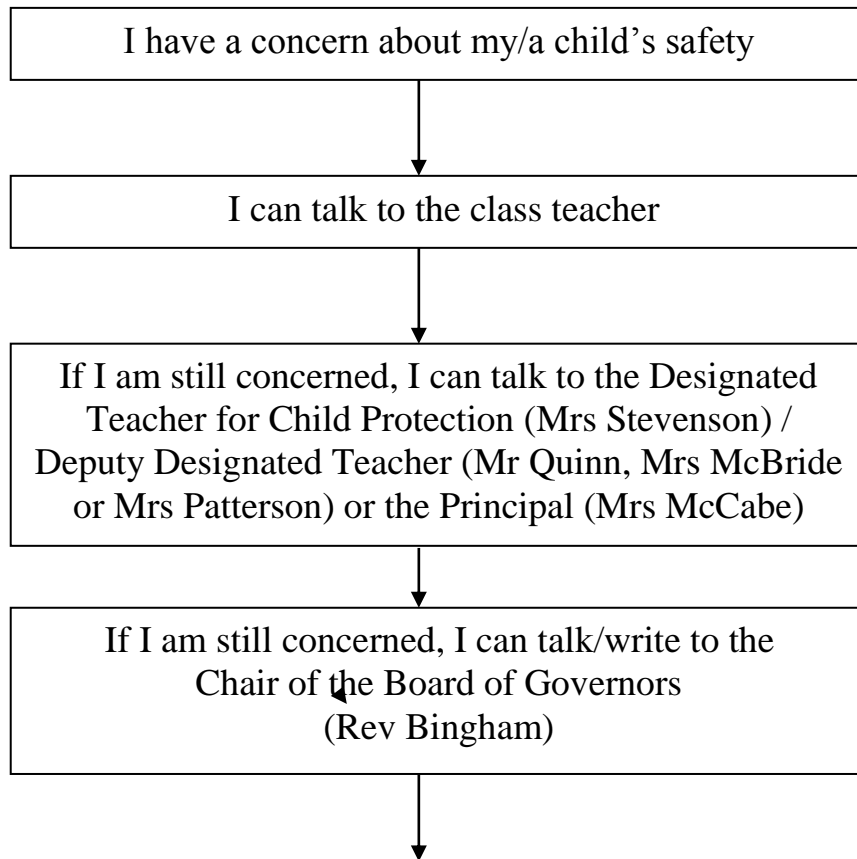 I have a concern about my/a child’s safety
I can talk to the class teacher
If I am still concerned, I can talk to the Designated
Teacher for Child Protection (Mrs Stevenson) /
Deputy Designated Teacher (Mr Quinn, Mrs McBride
or Mrs Patterson) or the Principal (Mrs McCabe)
If I am still concerned, I can talk/write to the
Chair of the Board of Governors
(Rev Bingham)